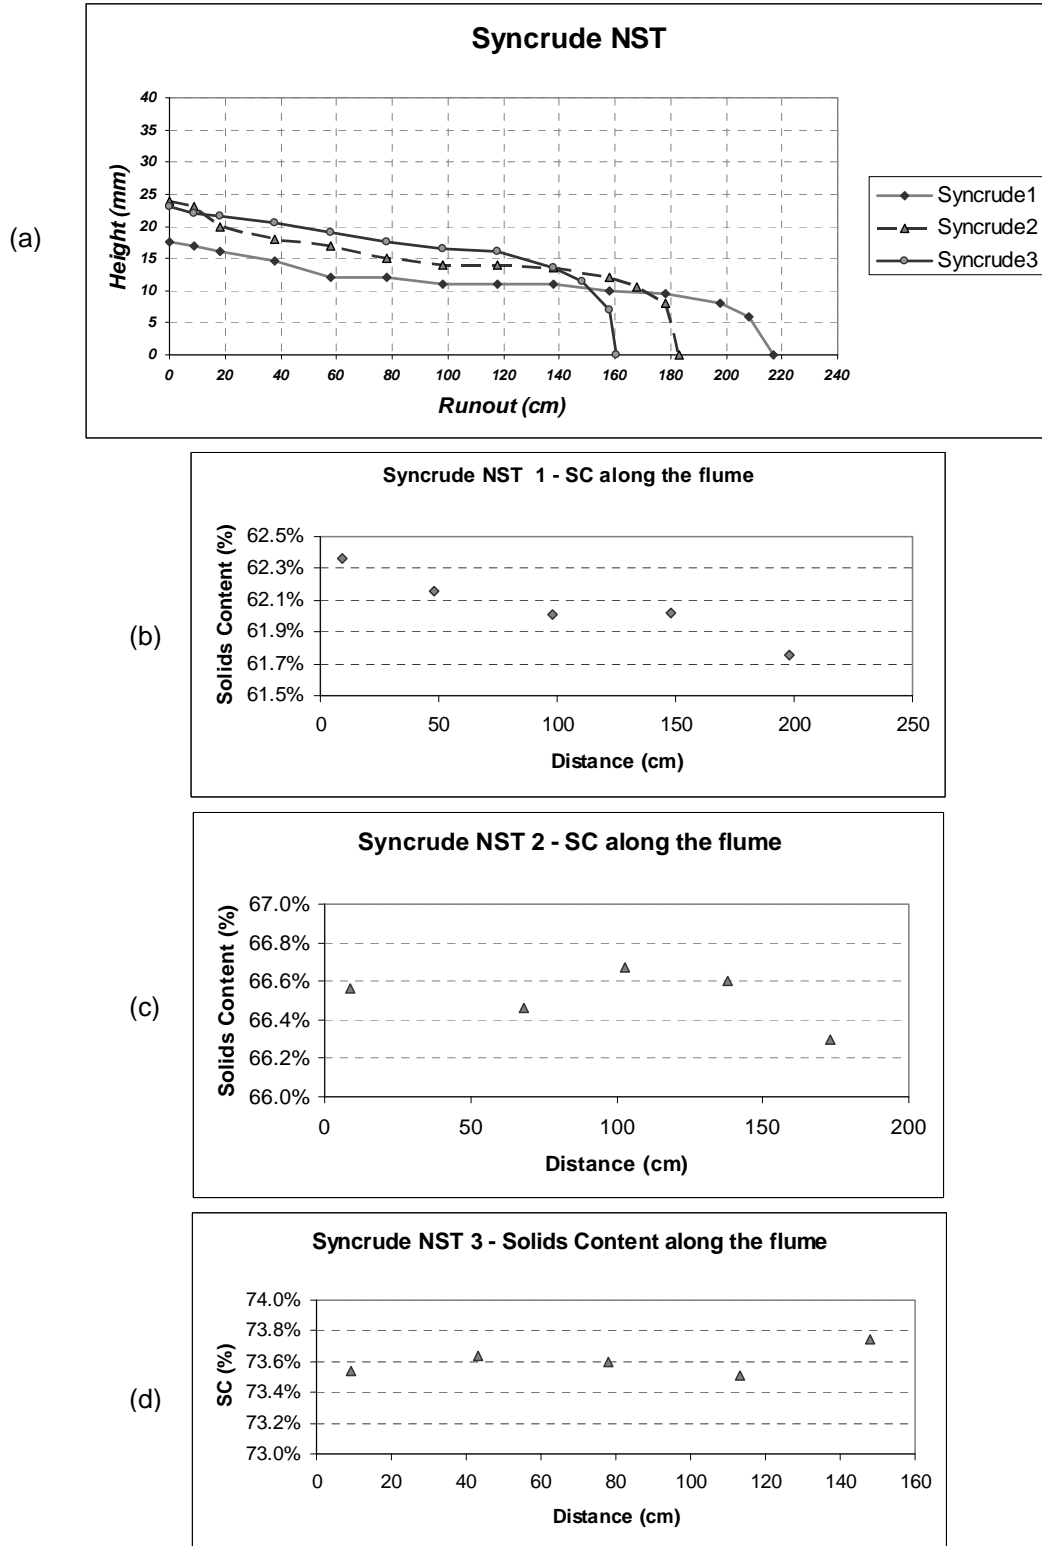 (a)
Syncrude NST
Height (mm)
40
35
30
25
20
15
10
5
0
0 20 40 60 80 100 120 140 160 180 200 220 240
Runout (cm)
Syncrude1
Syncrude2
Syncrude3
(b)
Syncrude NST 1 - SC along the flume
Solids Content (%)
62.5%
62.3%
62.1%
61.9%
61.7%
61.5%
0 50 100 150 200 250
Distance (cm)
(c)
Syncrude NST 2 - SC along the flume
Solids Content (%)
67.0%
66.8%
66.6%
66.4%
66.2%
66.0%
0 50 100 150 200
Distance (cm)
(d)
Syncrude NST 3 - Solids Content along the flume
SC (%)
74.0%
73.8%
73.6%
73.4%
73.2%
73.0%
0 20 40 60 80 100 120 140 160
Distance (cm)